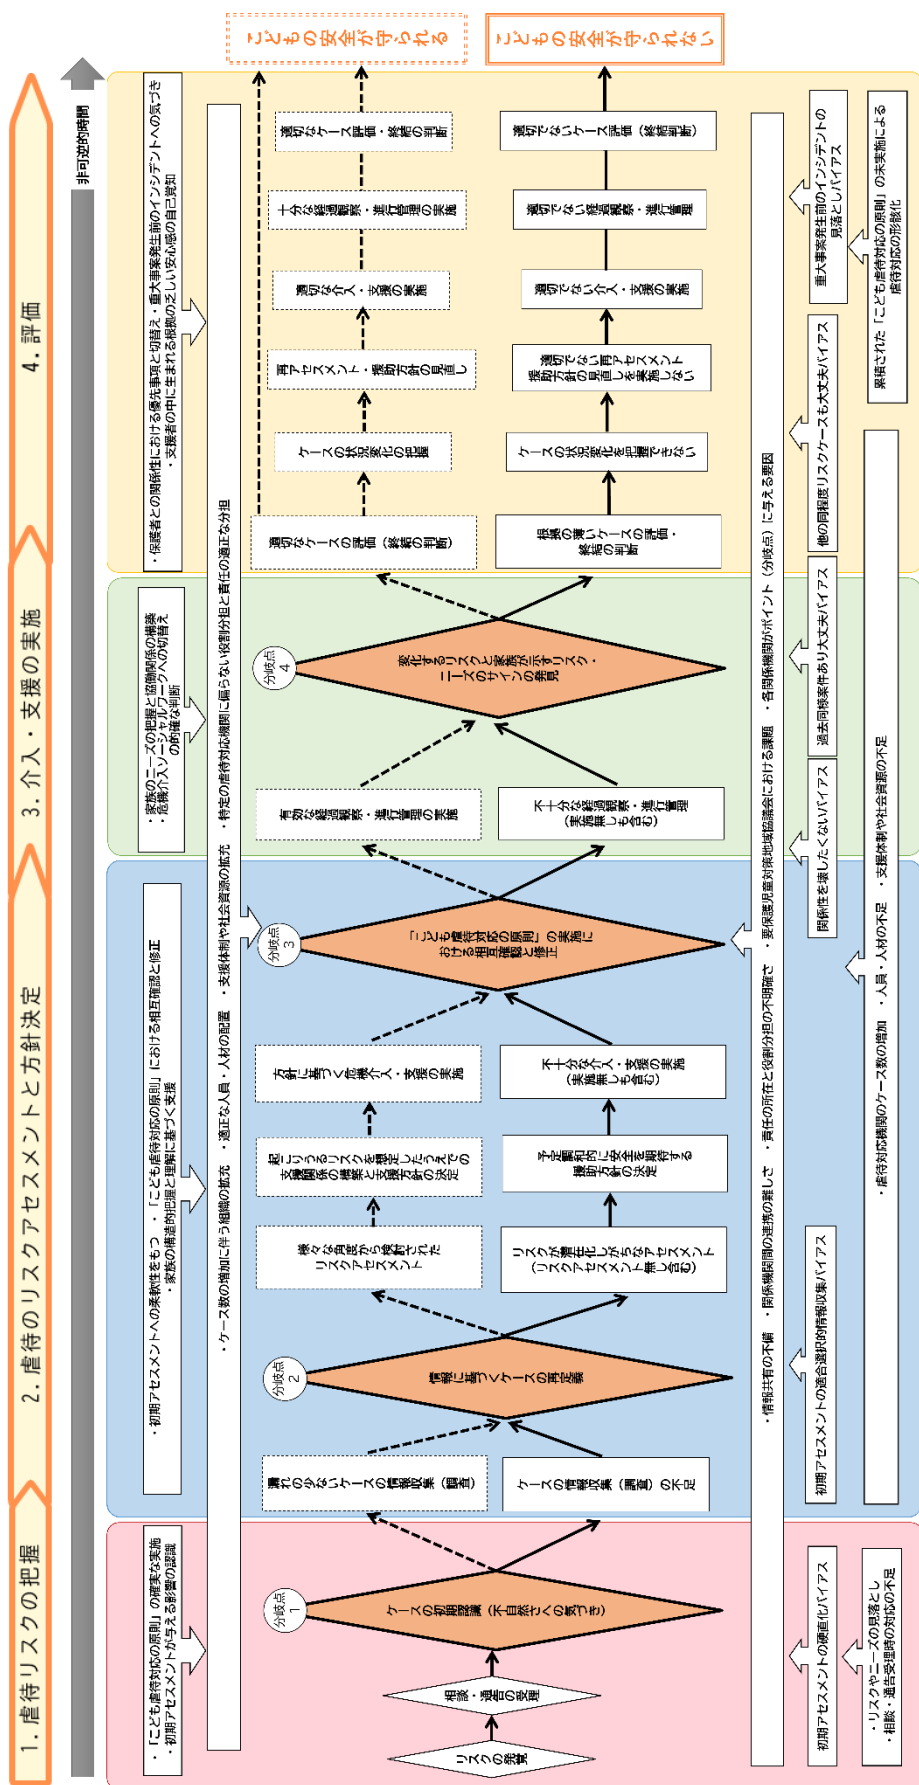 1. 虐待リスクの把握
2. 虐待のリスクアセスメントと方針決定
3. 介入・支援の実施
4. 評価
非可逆的時間
・「こども虐待対応の原則」の確実な実施
・初期アセスメントが与える影響の認識
・初期アセスメントへの柔軟性をもつ ・「こども虐待対応の原則」における相互確認と修正
・家族の構造的把握と理解に基づく支援
・家族のニーズの把握と協働関係の構築
・危機介入ソーシャルワークへの切替え
の的確な判断
・保護者との関係性における優先事項と切替え・重大事案発生前のインシデントへの気づき
・支援者の中に生まれる根拠の乏しい安心感の自己覚知
・ケース数の増加に伴う組織の拡充 ・適正な人員・人材の配置 ・支援体制や社会資源の拡充 ・特定の虐待対応機関に偏らない役割分担と責任の適正な分担
リスクの発覚
相談・通告の受理
分岐点
1
ケースの初期認識（不自然さへの気づき）
漏れの少ないケースの情報収集（調査）
ケースの情報収集（調査）の不足
分岐点
2
情報に基づくケースの再定義
様々な角度から検討された
リスクアセスメント
リスクが潜在化しがちなアセスメント
（リスクアセスメント無し含む）
起こりうるリスクを想定したうえでの
支援関係の構築と支援方針の決定
予定調和的に安全を期待する
援助方針の決定
方針に基づく危機介入・支援の実施
不十分な介入・支援の実施
（実施無しも含む）
分岐点
3
「こども虐待対応の原則」の実施に
おける相互確認と修正
有効な経過観察・進行管理の実施
不十分な経過観察・進行管理
（実施無しも含む）
分岐点
4
変化するリスクと家族が示すリスク・
ニーズのサインの発見
適切なケースの評価（終結の判断）
根拠の薄いケースの評価・
終結の判断
ケースの状況変化の把握
ケースの状況変化を把握できない
再アセスメント・援助方針の見直し
適切でない再アセスメント
援助方針の見直しを実施しない
適切な介入・支援の実施
適切でない介入・支援の実施
十分な経過観察・進行管理の実施
適切でない経過観察・進行管理
適切なケース評価・終結の判断
適切でないケース評価（終結判断）
こどもの安全が守られる
こどもの安全が守られない
・情報共有の不備 ・関係機関間の連携の難しさ ・責任の所在と役割分担の不明確さ ・要保護児童対策地域協議会における課題 ・各関係機関がポイント（分岐点）に与える要因
初期アセスメントの硬直化バイアス
初期アセスメントの適合選択的情報収集バイアス
関係性を壊したくないバイアス
過去同様案件あり大丈夫バイアス
他の同程度リスクケースも大丈夫バイアス
重大事案発生前のインシデントの
見落としバイアス
・リスクやニーズの見落とし
・相談・通告受理時の対応の不足
・虐待対応機関のケース数の増加 ・人員・人材の不足 ・支援体制や社会資源の不足
累積された「こども虐待対応の原則」の未実施による
虐待対応の形骸化